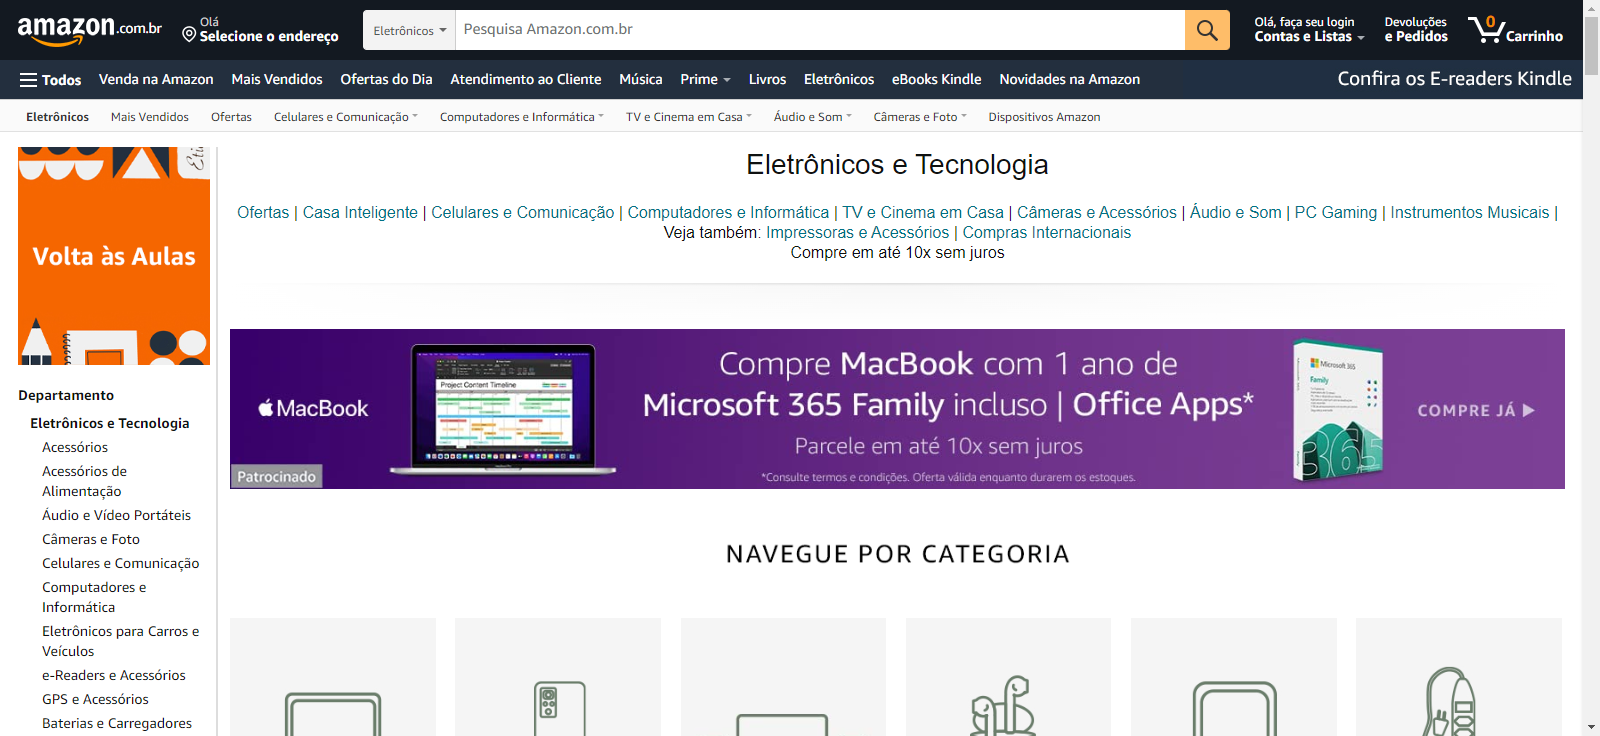 amazon.com.br
Olá
Selecione o endereço
Eletrônicos
Pesquisa Amazon.com.br
Olá, faça seu login
Contas e Listas
Devoluções
e Pedidos
0
Carrinho
Todos
Venda na Amazon
Mais Vendidos
Ofertas do Dia
Atendimento ao Cliente
Música
Prime
Livros
Eletrônicos
eBooks Kindle
Novidades na Amazon
Confira os E-readers Kindle
Eletrônicos
Mais Vendidos
Ofertas
Celulares e Comunicação
Computadores e Informática
TV e Cinema em Casa
Áudio e Som
Câmeras e Foto
Dispositivos Amazon
Volta às Aulas
Departamento
Eletrônicos e Tecnologia
Acessórios
Acessórios de
Alimentação
Áudio e Vídeo Portáteis
Câmeras e Foto
Celulares e Comunicação
Computadores e
Informática
Eletrônicos para Carros e
Veículos
e-Readers e Acessórios
GPS e Acessórios
Baterias e Carregadores
Eletrônicos e Tecnologia
Ofertas | Casa Inteligente | Celulares e Comunicação | Computadores e Informática | TV e Cinema em Casa | Câmeras e Acessórios | Áudio e Som | PC Gaming | Instrumentos Musicais |
Veja também: Impressoras e Acessórios | Compras Internacionais
Compre em até 10x sem juros
MacBook
Patrocinado
Project Content Timeline
Compre MacBook com 1 ano de
Microsoft 365 Family incluso | Office Apps*
Parcele em até 10x sem juros
*Consulte termos e condições. Oferta válida enquanto durarem os estoques.
Microsoft 365
Family
365
COMPRE JÁ
NAVEGUE POR CATEGORIA